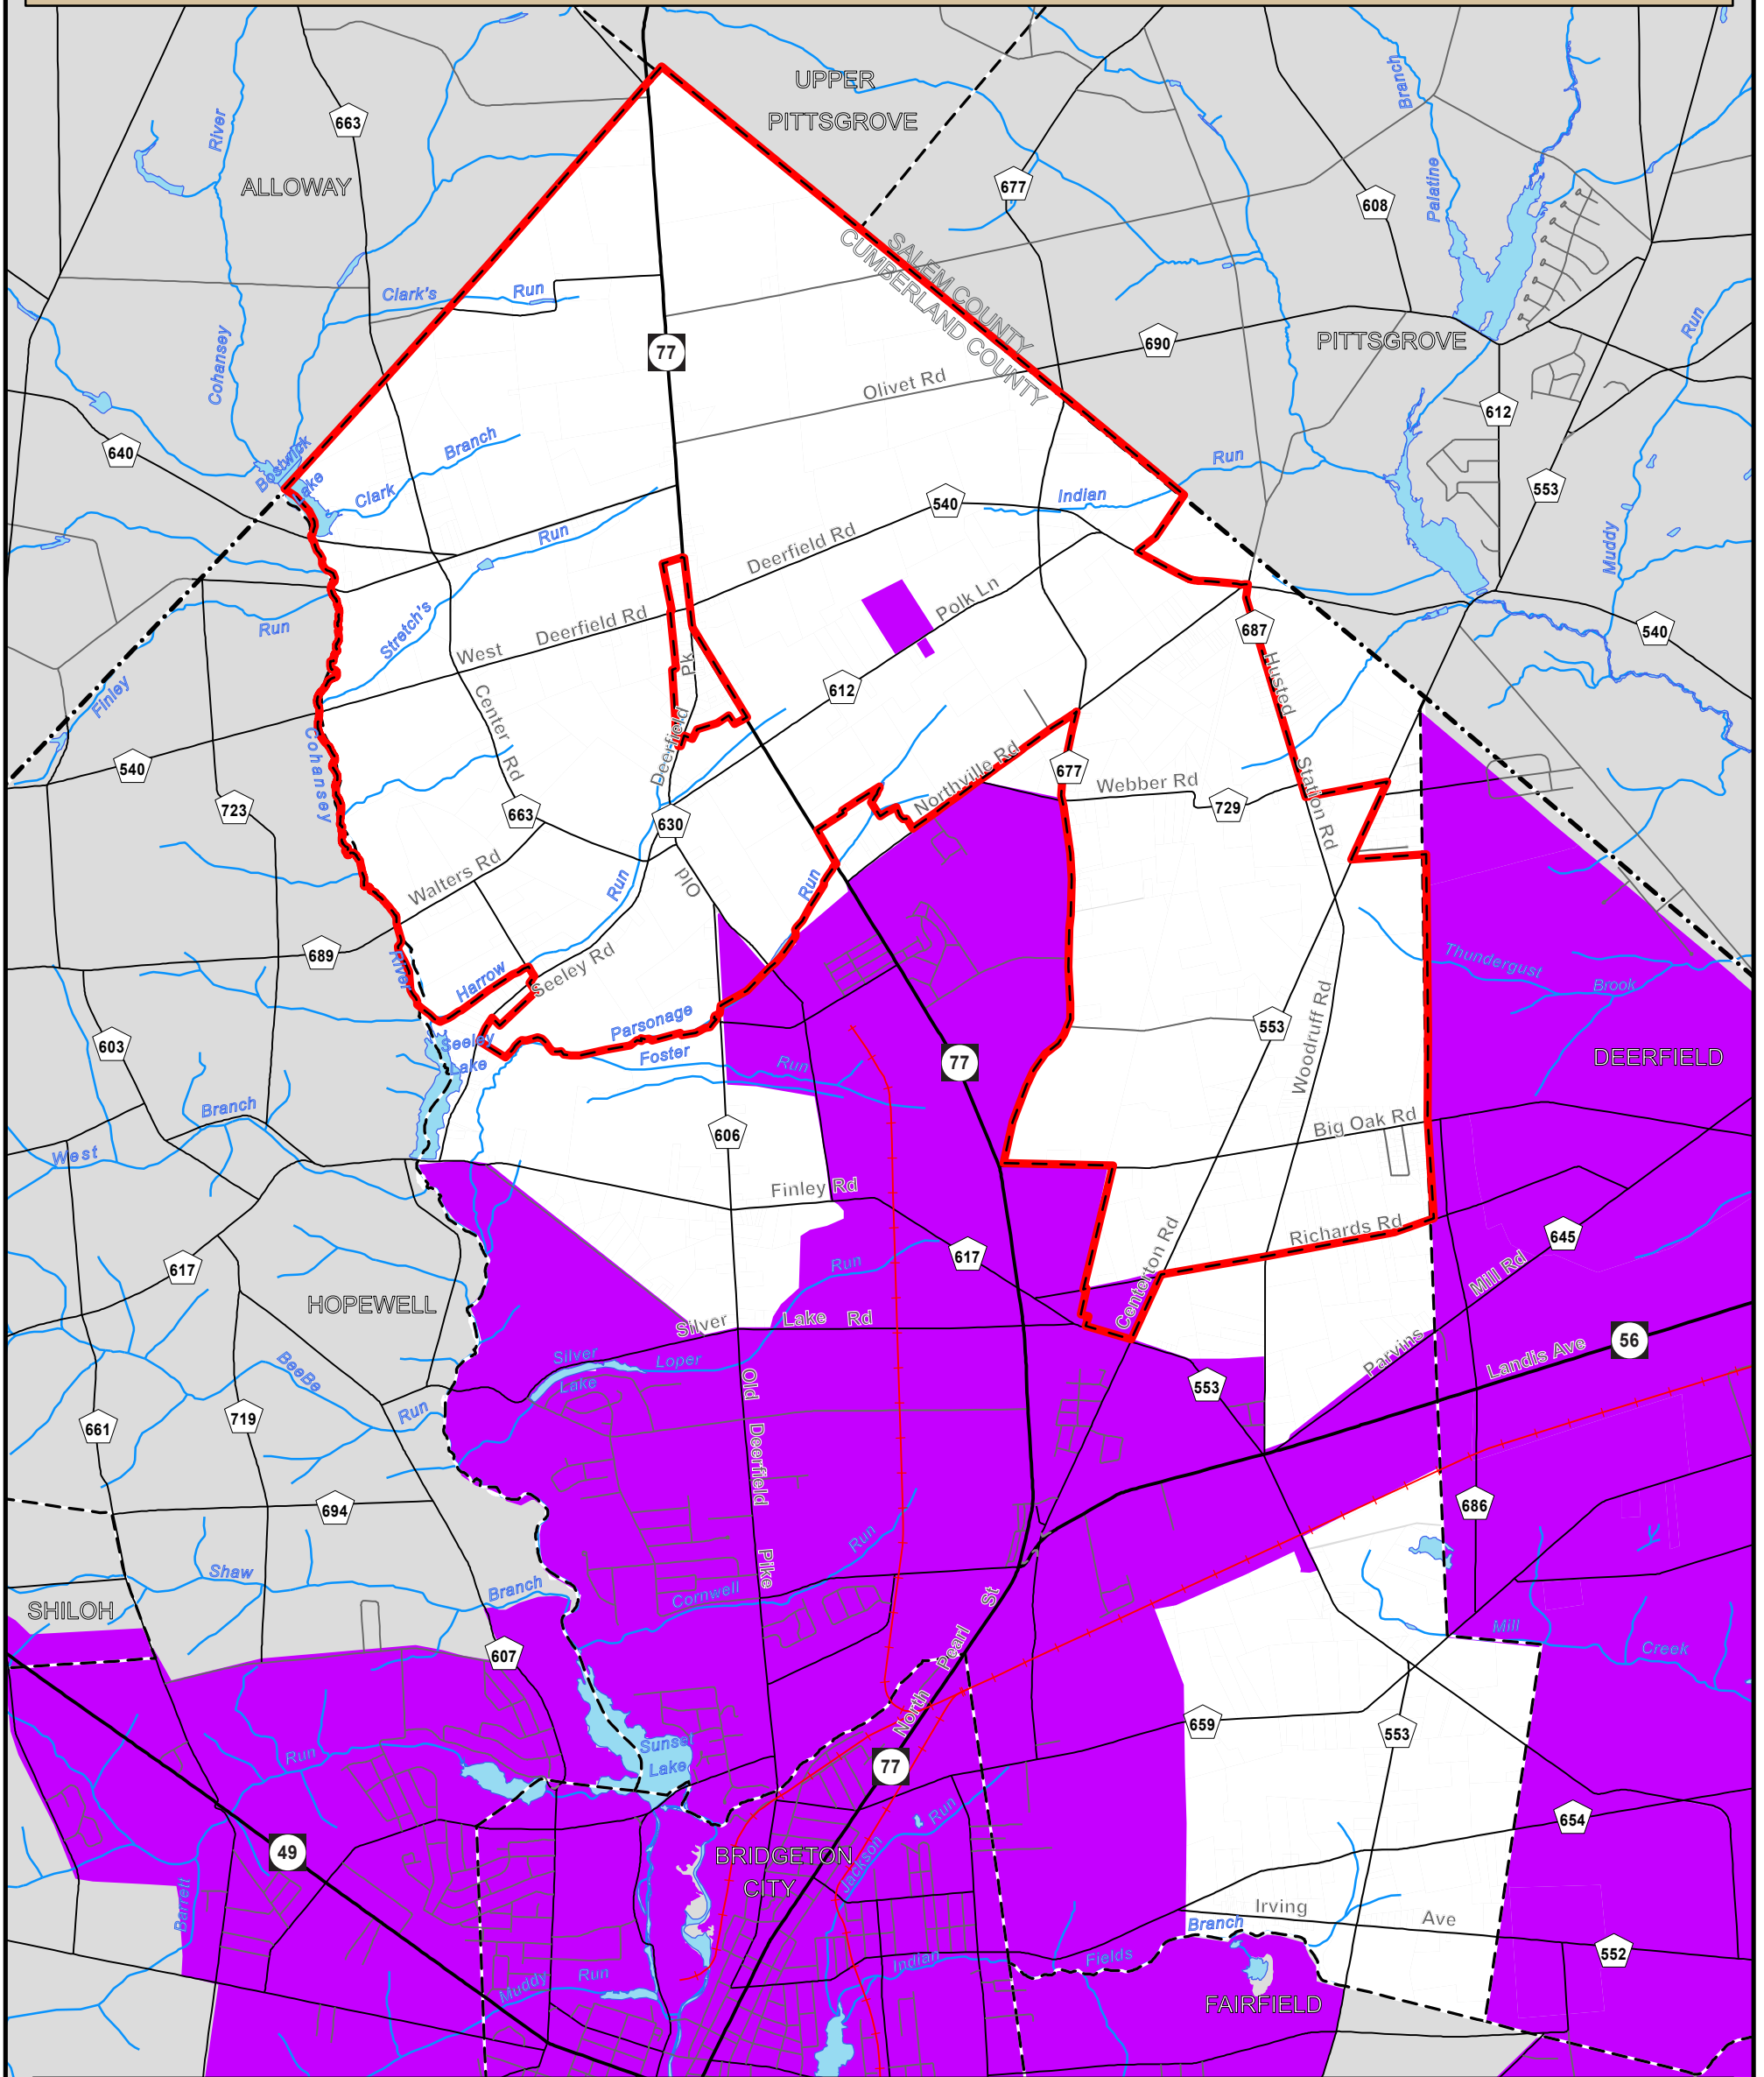 UPPER
PITTSGROVE
Branch
River
663
ALLOWAY
677
608
Palatine
SALEM COUNTY
CUMBERLAND COUNTY
Clark's
Run
Cohansey
77
690
PITTSGROVE
Run
Olivet Rd
612
640
Bostwick
Lake
Branch
Clark
Run
Indian
553
540
Run
Deerfield Rd
Muddy
Polk Ln
Run
Stretch's
West
Deerfield Rd
687
540
Finley
Center Rd
Pk
Deerfield
612
Husted
Station Rd
Cohansey
540
723
663
630
Northville Rd
677
Webber Rd
729
Walters Rd
Old
Run
Run
689
River
Harrow
Seeley Rd
Thundergust
Brook
Parsonage
Foster
Run
603
Seeley
Lake
77
553
Woodruff Rd
DEERFIELD
Branch
West
606
Big Oak Rd
Finley Rd
617
617
Run
Richards Rd
Centerton Rd
645
Mill Rd
HOPEWELL
Silver
Lake
Rd
Silver
Lake
Loper
Parvins
Landis Ave
56
BeeBe
Run
661
719
Old
Deerfield
Pike
553
694
686
Run
Cornwell
Shaw
Branch
SHILOH
607
St
Pearl
North
Mill
Creek
659
553
Run
Sunset
Lake
77
49
654
Run
Jackson
BRIDGETON
CITY
Barrett
Irving
Ave
Branch
552
Indian
Fields
Muddy
Run
FAIRFIELD